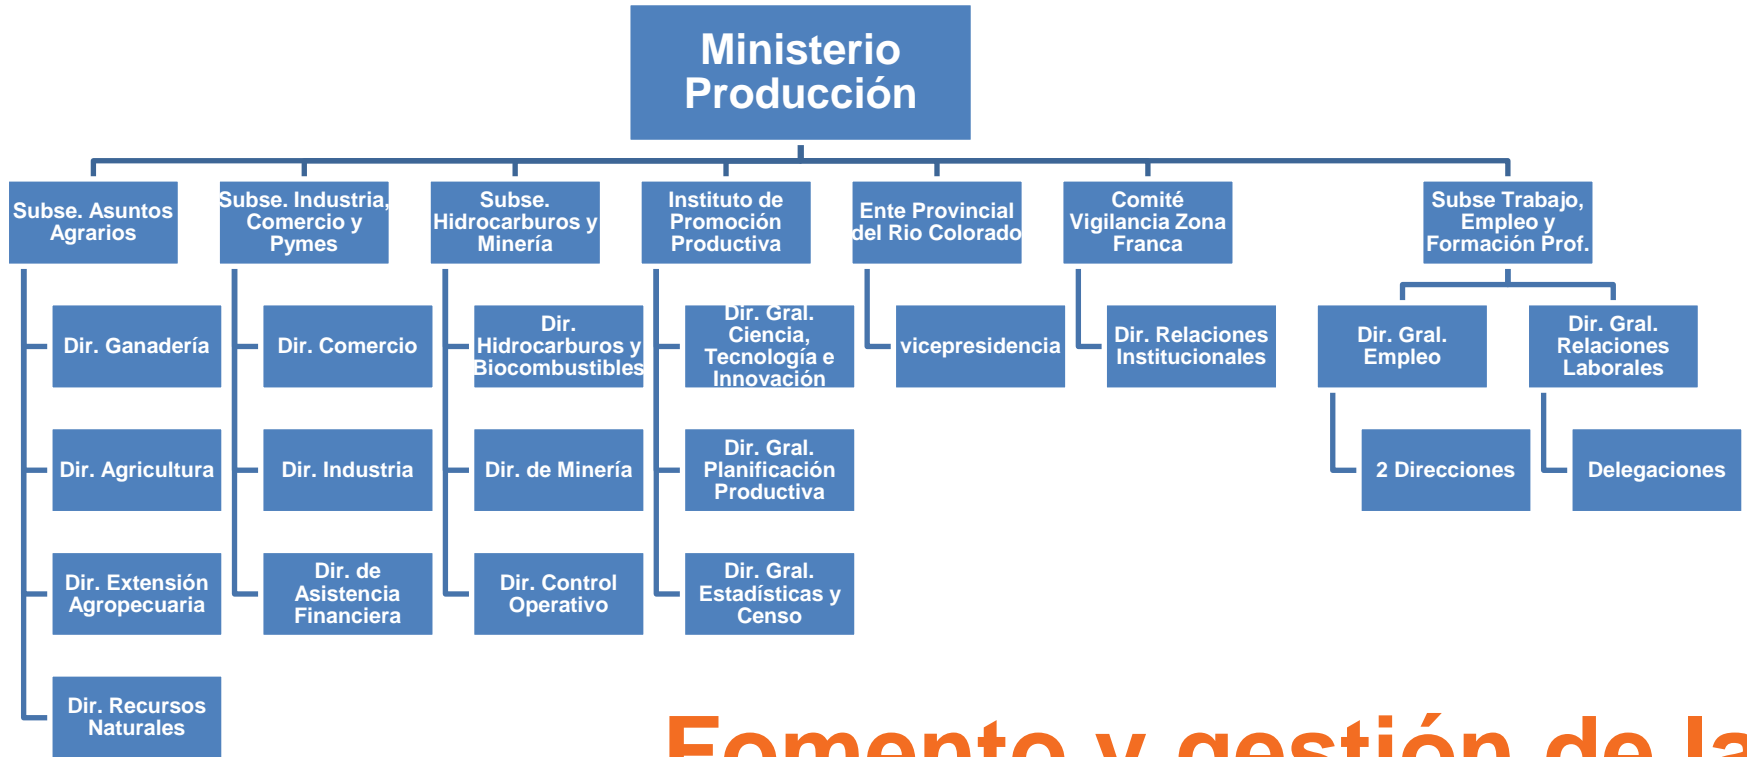 Ministerio
Producción
Subse. Asuntos
Agrarios
Subse. Industria,
Comercio y
Pymes
Subse.
Hidrocarburos y
Minería
Instituto de
Promoción
Productiva
Ente Provincial
del Rio Colorado
Comité
Vigilancia Zona
Franca
Subse Trabajo,
Empleo y
Formación Prof.
Dir. Ganadería
Dir. Comercio
Dir.
Hidrocarburos y
Biocombustibles
Dir. Gral.
Ciencia,
Tecnología e
Innovación
vicepresidencia
Dir. Relaciones
Institucionales
Dir. Gral.
Empleo
Dir. Gral.
Relaciones
Laborales
Dir. Agricultura
Dir. Industria
Dir. de Minería
Dir. Gral.
Planificación
Productiva
2 Direcciones
Delegaciones
Dir. Extensión
Agropecuaria
Dir. de
Asistencia
Financiera
Dir. Control
Operativo
Dir. Gral.
Estadísticas y
Censo
Dir. Recursos
Naturales
Fomento y gestión de la